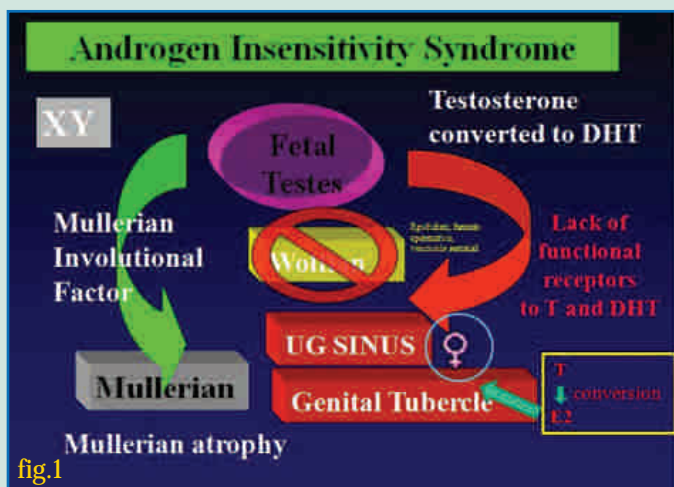 Androgen Insensitivity Syndrome
XY
Fetal
Testes
Testosterone
converted to DHT
Mullerian
Involutional
Factor
Lack of
functional
receptors
to T and DHT
UG SINUS
Mullerian
Genital Tubercle
T
conversion
E2
Mullerian atrophy
fig.1